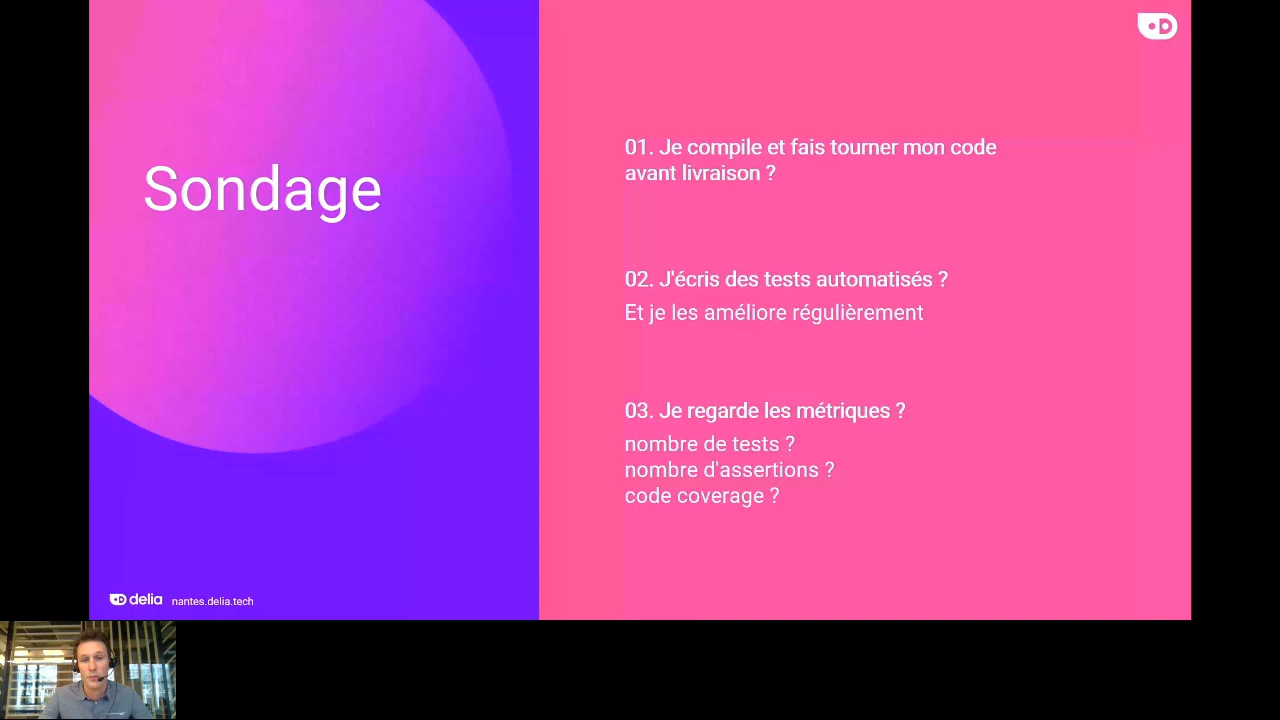 Sondage
01. Je compile et fais tourner mon code
avant livraison ?
02. J'écris des tests automatisés ?
Et je les améliore régulièrement
03. Je regarde les métriques ?
nombre de tests ?
nombre d'assertions ?
code coverage ?
delia nantes.delia.tech